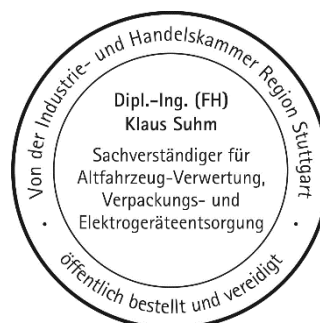 Von der Industrie- und Handelskammer Region Stuttgart
Dipl.-Ing. (FH)
Klaus Suhm
Sachverständiger für
Altfahrzeug-Verwertung,
Verpackungs- und
Elektrogeräteentsorgung
· öffentlich bestellt und vereidigt ·